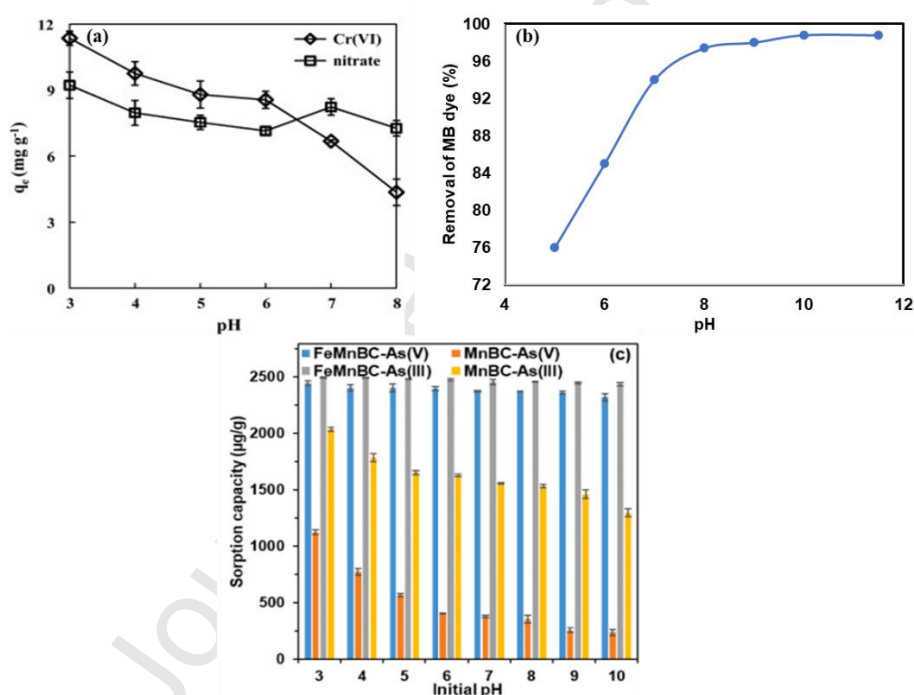 12
(a)
Cr(VI)
nitrate
9
6
3
0
qe (mg g-1)
3 4 5 6 7 8
pH
100
(b)
96
92
88
84
80
76
72
Removal of MB dye (%)
4 6 8 10 12
pH
FeMnBC-As(V) MnBC-As(V) (c)
FeMnBC-As(III) MnBC-As(III)
2500
2000
1500
1000
500
0
Sorption capacity (µg/g)
3 4 5 6 7 8 9 10
Initial pH